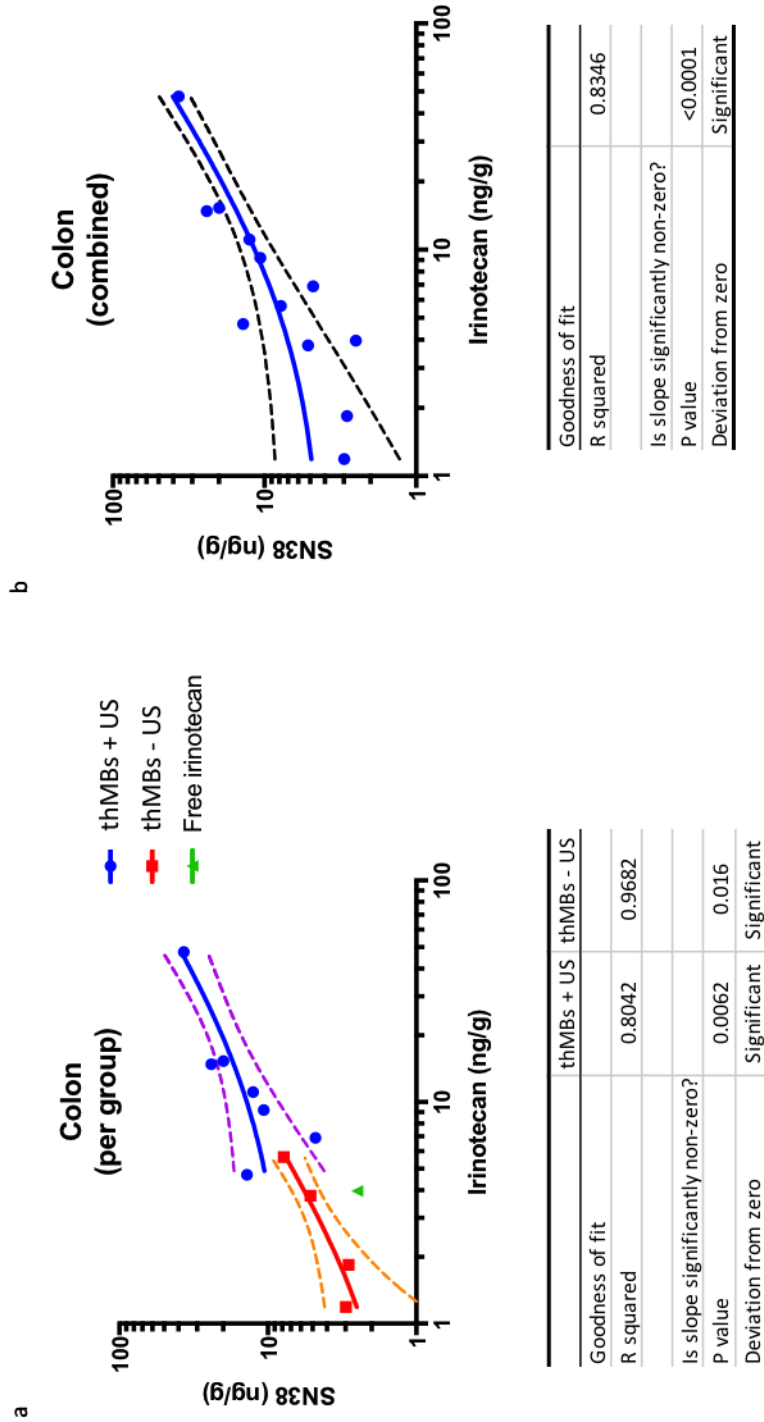 a
Colon
(per group)
thMBs + US
thMBs - US
Free irinotecan
100
10
1
SN38 (ng/g)
1
10
100
Irinotecan (ng/g)
thMBs + US thMBs - US
Goodness of fit
R squared 0.8042 0.9682
Is slope significantly non-zero?
P value 0.0062 0.016
Deviation from zero Significant Significant
b
Colon
(combined)
100
10
1
SN38 (ng/g)
1
10
100
Irinotecan (ng/g)
Goodness of fit
R squared 0.8346
Is slope significantly non-zero?
P value <0.0001
Deviation from zero Significant